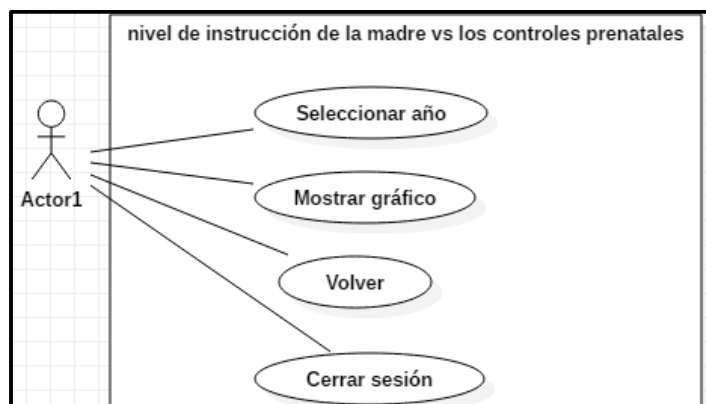 nivel de instrucción de la madre vs los controles prenatales
Seleccionar año
Actor1
Mostrar gráfico
Volver
Cerrar sesión